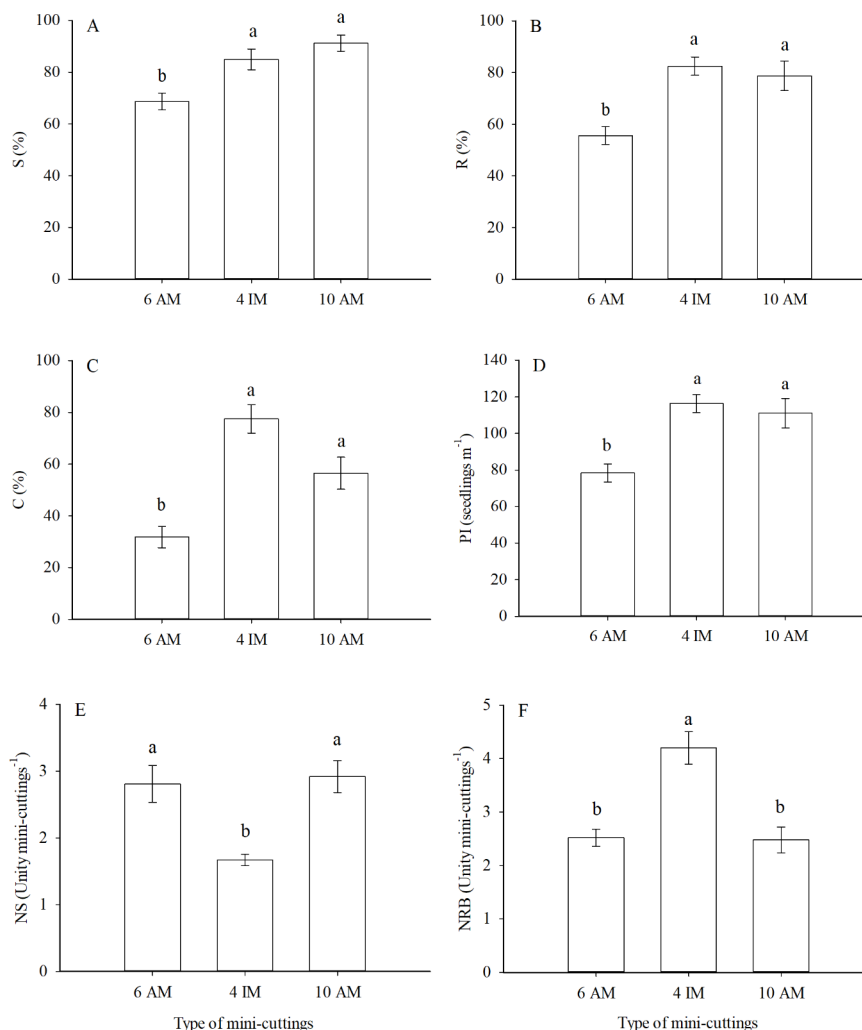 A
S (%)
100
80
60
40
20
0
b
a
a
6 AM
4 IM
10 AM
B
R (%)
100
80
60
40
20
0
b
a
a
6 AM
4 IM
10 AM
C
C (%)
100
80
60
40
20
0
b
a
a
6 AM
4 IM
10 AM
D
PI (seedlings m⁻¹)
140
120
100
80
60
40
20
0
b
a
a
6 AM
4 IM
10 AM
E
NS (Unity mini-cuttings⁻¹)
4
3
2
1
0
a
b
a
6 AM
4 IM
10 AM
Type of mini-cuttings
F
NRB (Unity mini-cuttings⁻¹)
5
4
3
2
1
0
b
a
b
6 AM
4 IM
10 AM
Type of mini-cuttings